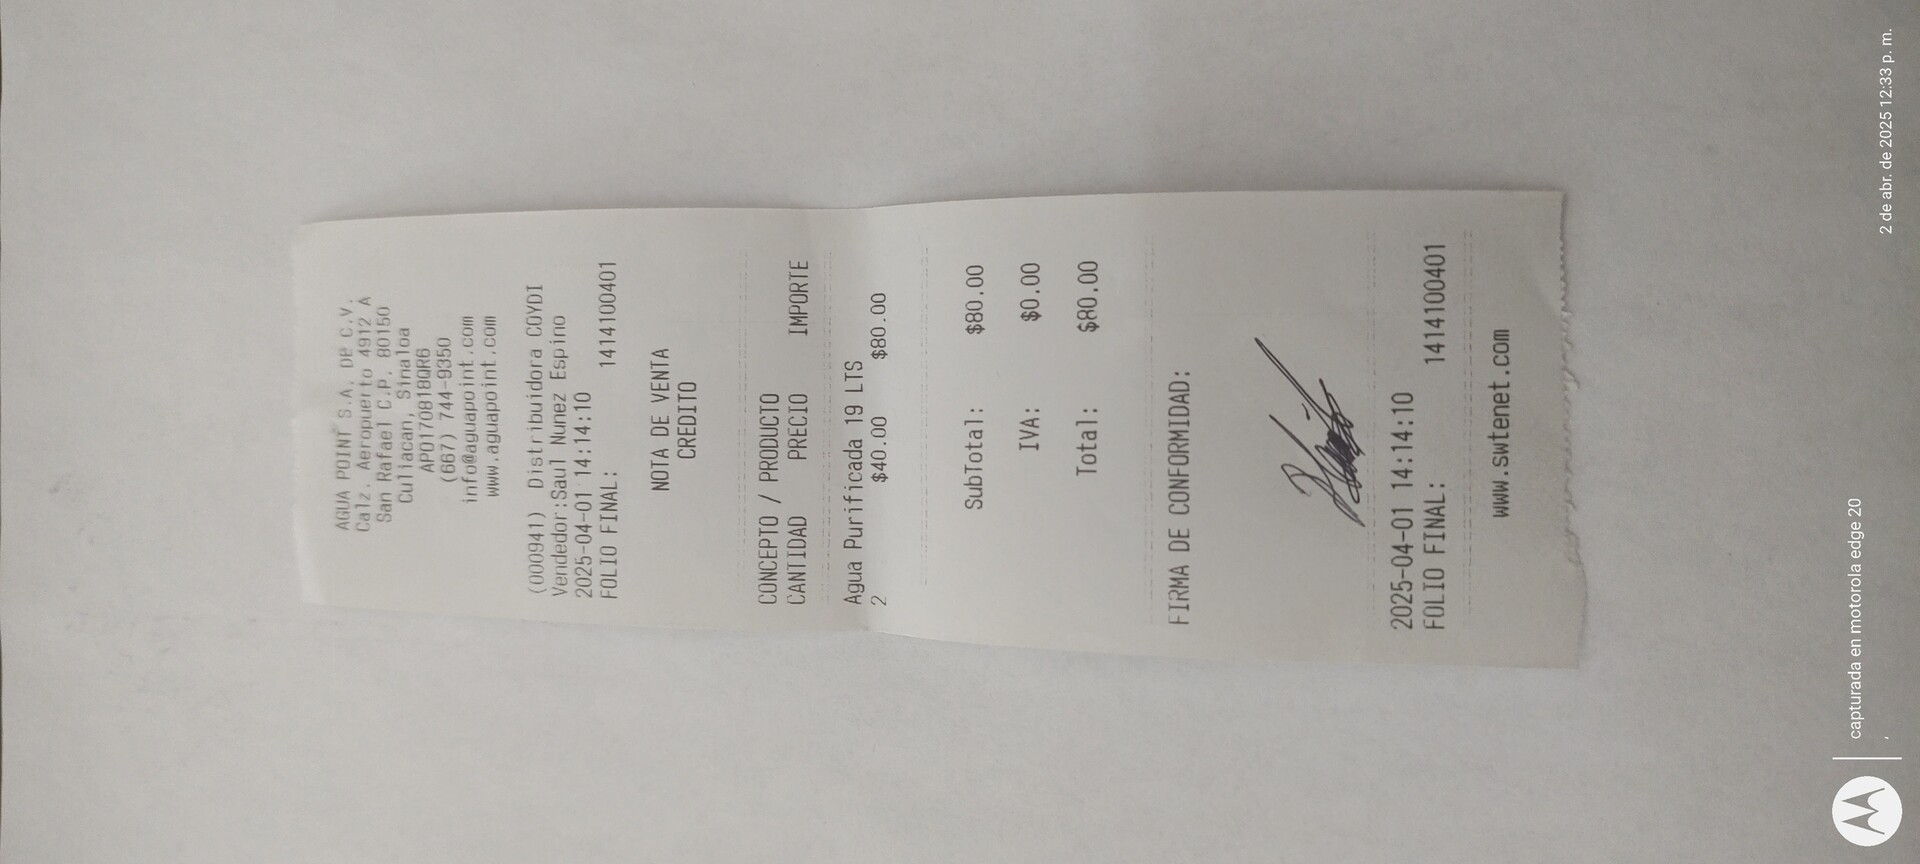 AGUA POINT S.A. DE C.V.
Calz. Aeropuerto 4912 A
San Rafael C.P. 80150
Culiacan, Sinaloa
APO170818QR6
(667) 744-9350
info@aguapoint.com
www.aguapoint.com
(000941) Distribuidora COYDI
Vendedor:Saul Nunez Espino
2025-04-01 14:14:10
FOLIO FINAL: 1414100401
NOTA DE VENTA
CREDITO
CONCEPTO / PRODUCTO
CANTIDAD PRECIO IMPORTE
Agua Purificada 19 LTS
2 $40.00 $80.00
SubTotal: $80.00
IVA: $0.00
Total: $80.00
FIRMA DE CONFORMIDAD:
2025-04-01 14:14:10
FOLIO FINAL: 1414100401
www.swtenet.com
capturada en motorola edge 20
2 de abr. de 2025 12:33 p. m.